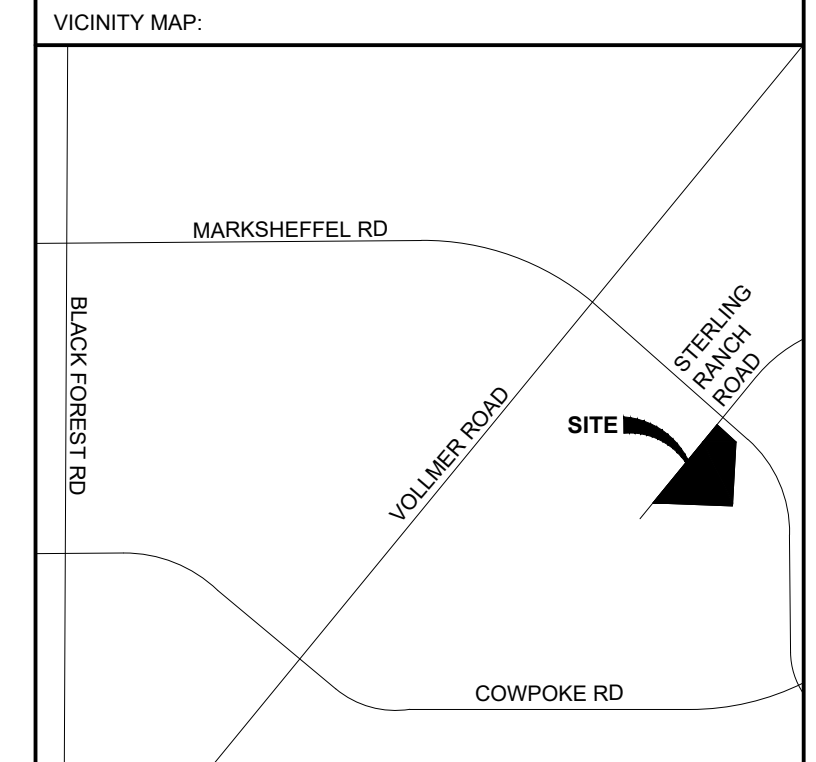 VICINITY MAP:
MARKSHEFFEL RD
STERLING
RANCH
ROAD
BLACK FOREST RD
VOLLMER ROAD
SITE
COWPOKE RD